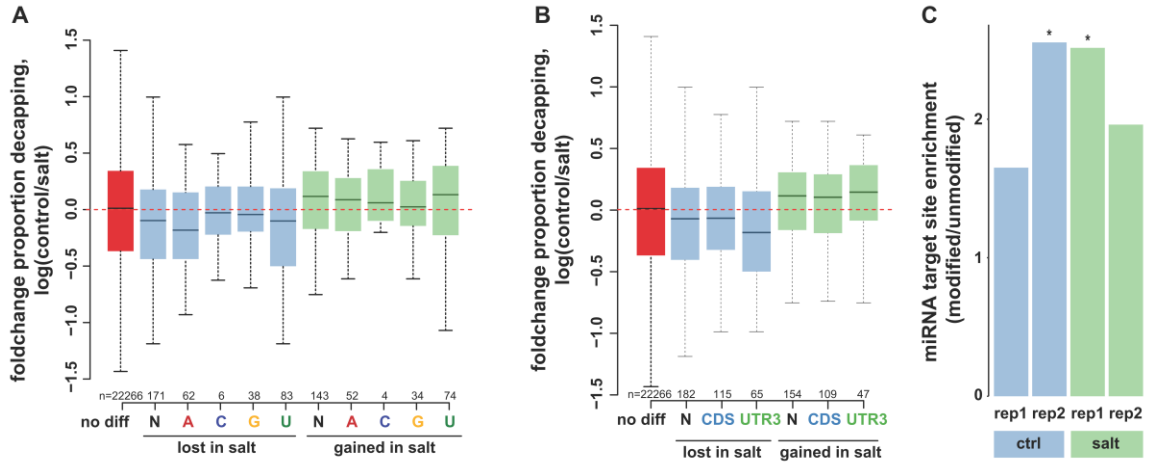 A
foldchange proportion decapping,
log(control/salt)
1.5
1.0
0.5
0.0
−0.5
−1.0
−1.5
n=22266 171 62 6 38 83 143 52 4 34 74
no diff N A C G U N A C G U
lost in salt gained in salt
B
foldchange proportion decapping,
log(control/salt)
1.5
1.0
0.5
0.0
−0.5
−1.0
−1.5
n=22266 182 115 65 154 109 47
no diff N CDS UTR3 N CDS UTR3
lost in salt gained in salt
C
miRNA target site enrichment
(modified/unmodified)
2
1
0
* *
rep1 rep2 rep1 rep2
ctrl salt